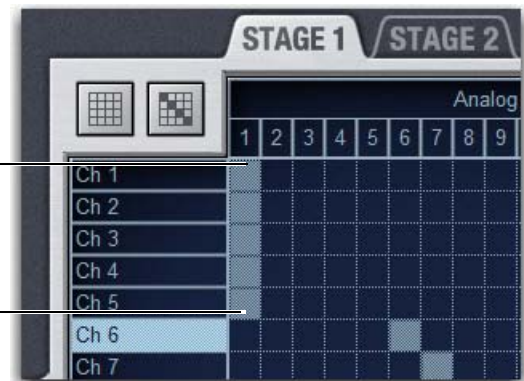 STAGE 1 STAGE 2
Analog
1 2 3 4 5 6 7 8 9
Ch 1
Ch 2
Ch 3
Ch 4
Ch 5
Ch 6
Ch 7